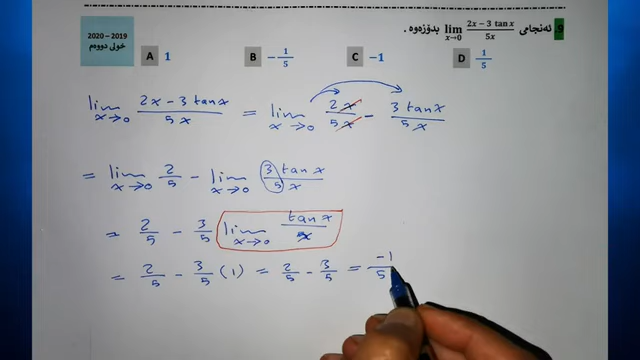 9. ئەنجامی lim x→0 (2x − 3 tan x)/5x بدۆزەوە .
2019 – 2020
خولی دووەم
A 1 B −1/5 C −1 D 1/5
lim x→0 (2x − 3 tan x)/5x = lim x→0 2x/5x − 3 tan x/5x
= lim x→0 2/5 − lim x→0 3 tan x/5x
= 2/5 − 3/5 lim x→0 tan x/x
= 2/5 − 3/5 (1) = 2/5 − 3/5 = −1/5